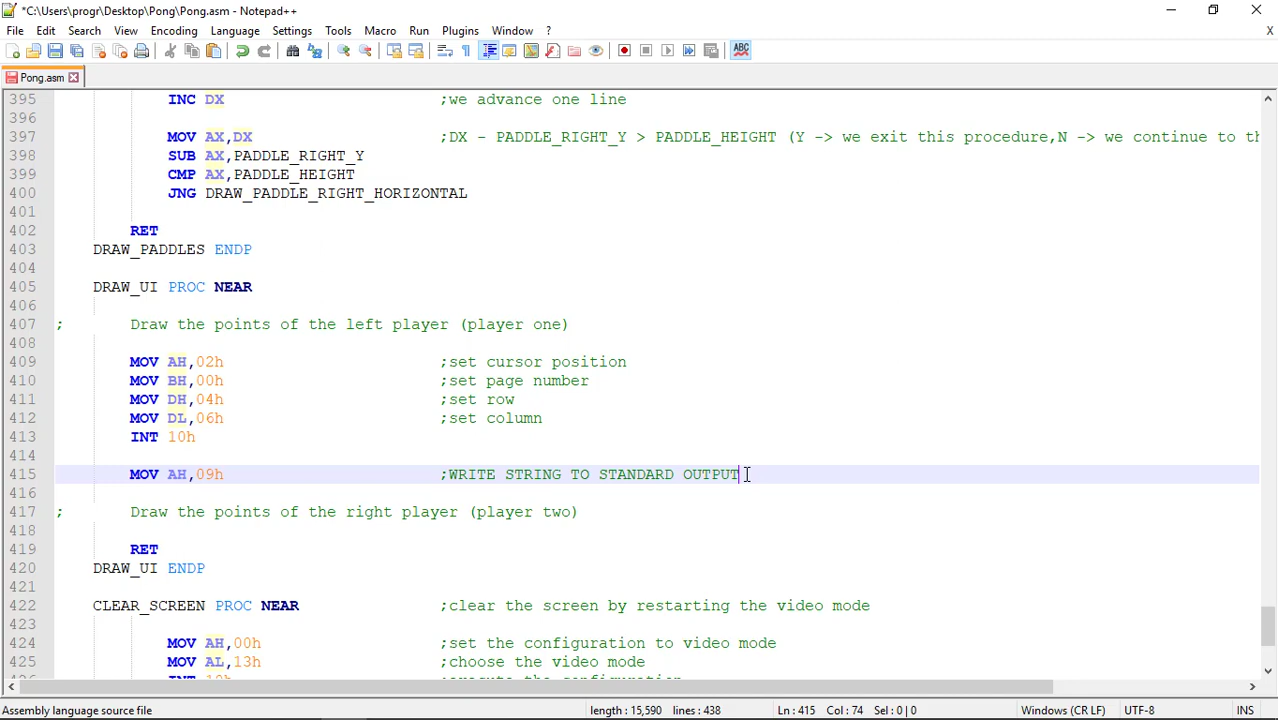 *C:\Users\progr\Desktop\Pong\Pong.asm - Notepad++
File Edit Search View Encoding Language Settings Tools Macro Run Plugins Window ? X
ABC
Pong.asm
395 INC DX ;we advance one line
396
397 MOV AX,DX ;DX - PADDLE_RIGHT_Y > PADDLE_HEIGHT (Y -> we exit this procedure,N -> we continue to th
398 SUB AX,PADDLE_RIGHT_Y
399 CMP AX,PADDLE_HEIGHT
400 JNG DRAW_PADDLE_RIGHT_HORIZONTAL
401
402 RET
403 DRAW_PADDLES ENDP
404
405 DRAW_UI PROC NEAR
406
407 ; Draw the points of the left player (player one)
408
409 MOV AH,02h ;set cursor position
410 MOV BH,00h ;set page number
411 MOV DH,04h ;set row
412 MOV DL,06h ;set column
413 INT 10h
414
415 MOV AH,09h ;WRITE STRING TO STANDARD OUTPUT
416
417 ; Draw the points of the right player (player two)
418
419 RET
420 DRAW_UI ENDP
421
422 CLEAR_SCREEN PROC NEAR ;clear the screen by restarting the video mode
423
424 MOV AH,00h ;set the configuration to video mode
425 MOV AL,13h ;choose the video mode
Assembly language source file length : 15,590 lines : 438 Ln : 415 Col : 74 Sel : 0 | 0 Windows (CR LF) UTF-8 INS